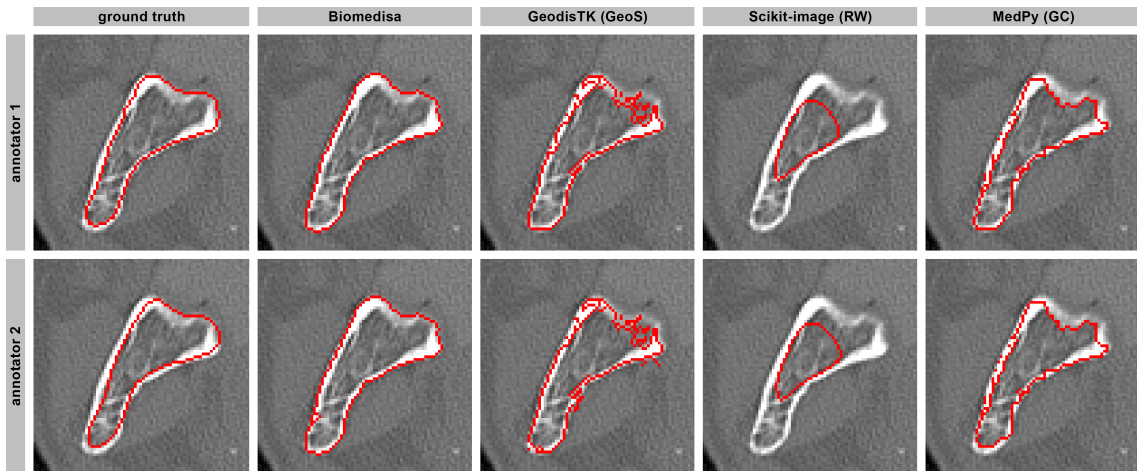 ground truth
Biomedisa
GeodisTK (GeoS)
Scikit-image (RW)
MedPy (GC)
annotator 1
annotator 2